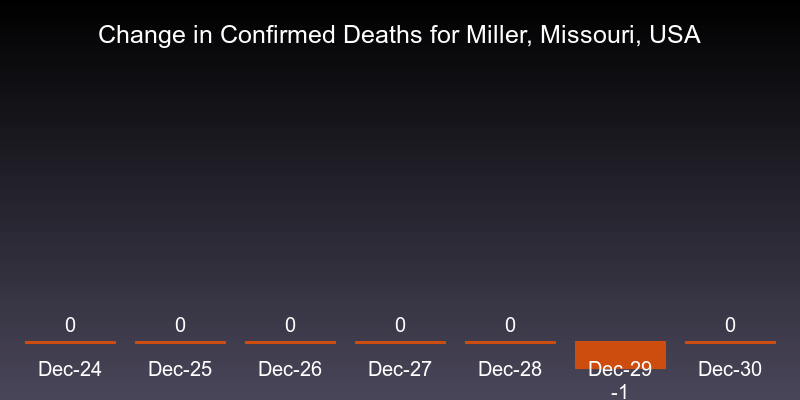 Change in Confirmed Deaths for Miller, Missouri, USA
0 0 0 0 0 0
Dec-24 Dec-25 Dec-26 Dec-27 Dec-28 Dec-29 Dec-30
-1